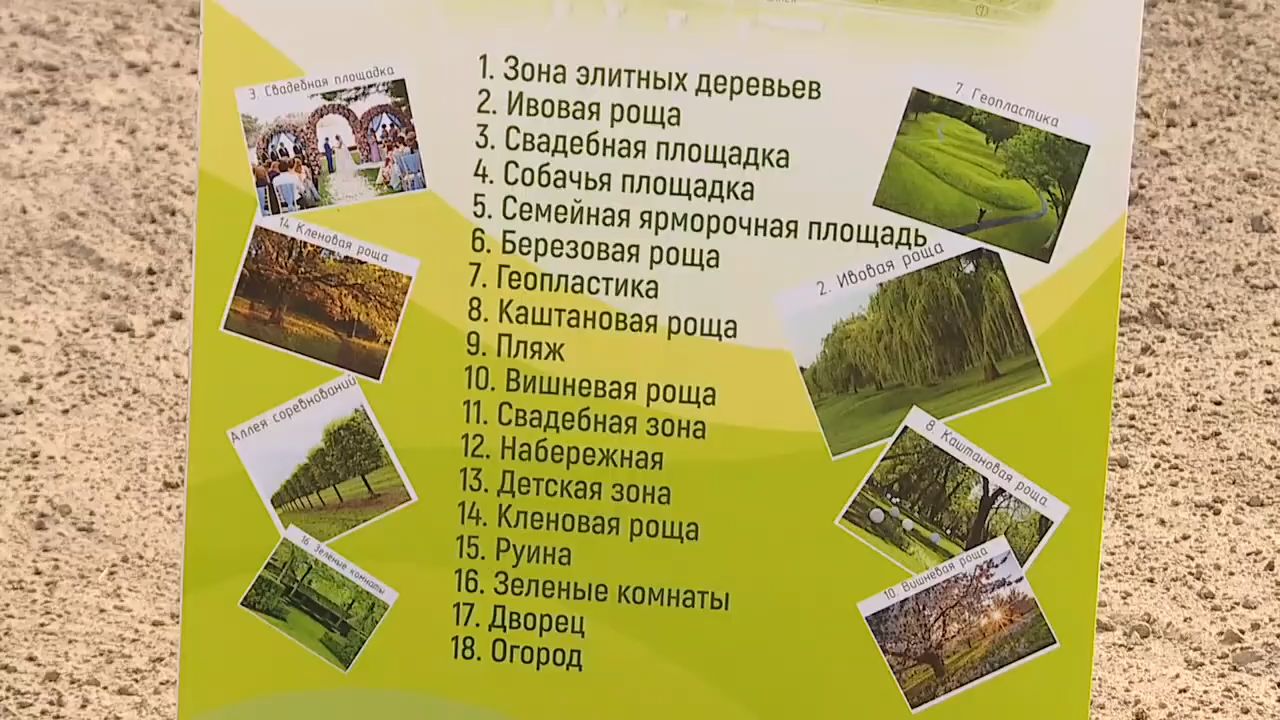 1. Зона элитных деревьев
2. Ивовая роща
3. Свадебная площадка
4. Собачья площадка
5. Семейная ярморочная площадь
6. Березовая роща
7. Геопластика
8. Каштановая роща
9. Пляж
10. Вишневая роща
11. Свадебная зона
12. Набережная
13. Детская зона
14. Кленовая роща
15. Руина
16. Зеленые комнаты
17. Дворец
18. Огород
3. Свадебная площадка
14. Кленовая роща
Аллея соревнований
16. Зеленые комнаты
7. Геопластика
2. Ивовая роща
8. Каштановая роща.
10. Вишневая роща